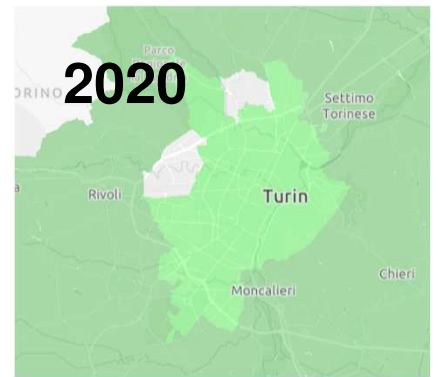 Parco
2020
ORINO
Settimo
Torinese
a
Rivoli
Turin
Chieri
Moncalieri